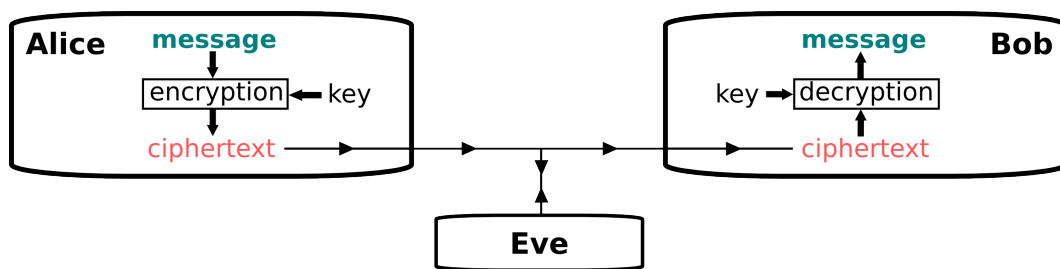 Alice
message
encryption
key
ciphertext
Bob
message
key
decryption
ciphertext
Eve